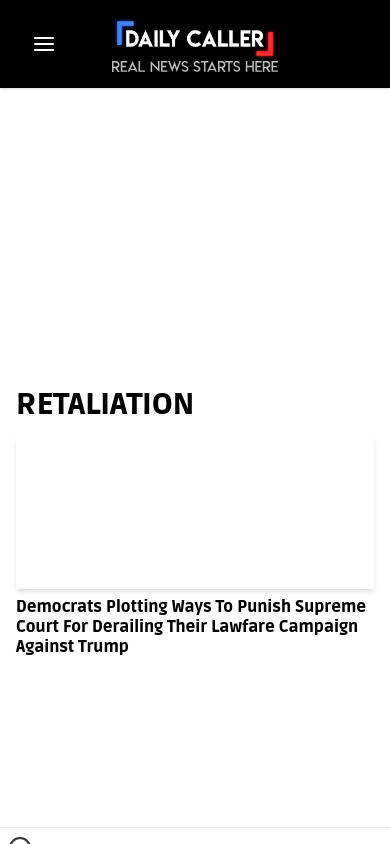 DAILY CALLER
REAL NEWS STARTS HERE
RETALIATION
Democrats Plotting Ways To Punish Supreme
Court For Derailing Their Lawfare Campaign
Against Trump